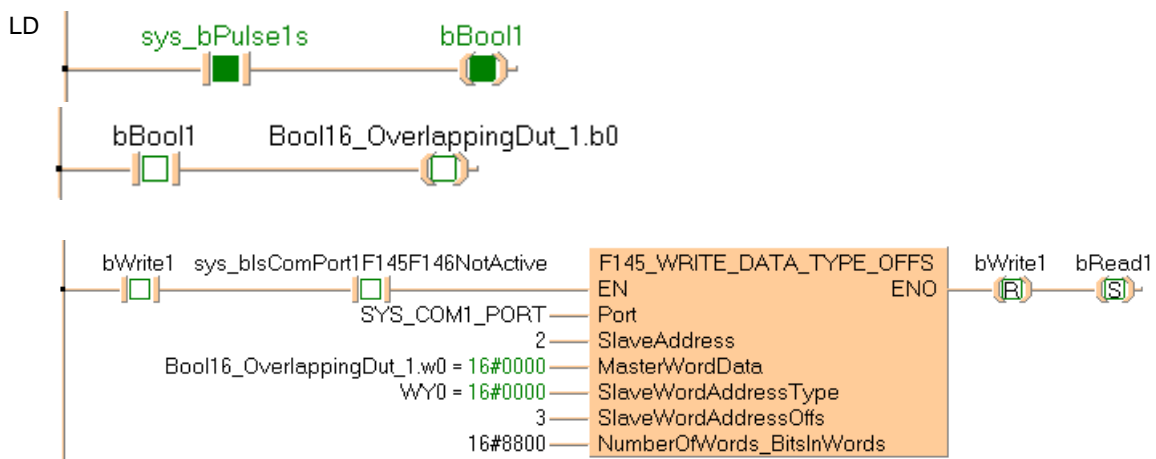 LD
sys_bPulse1s bBool1
bBool1 Bool16_OverlappingDut_1.b0
bWrite1 sys_bIsComPort1F145F146NotActive F145_WRITE_DATA_TYPE_OFFS bWrite1 bRead1
EN ENO R S
SYS_COM1_PORT Port
2 SlaveAddress
Bool16_OverlappingDut_1.w0 = 16#0000 MasterWordData
WY0 = 16#0000 SlaveWordAddressType
3 SlaveWordAddressOffs
16#8800 NumberOfWords_BitsInWords